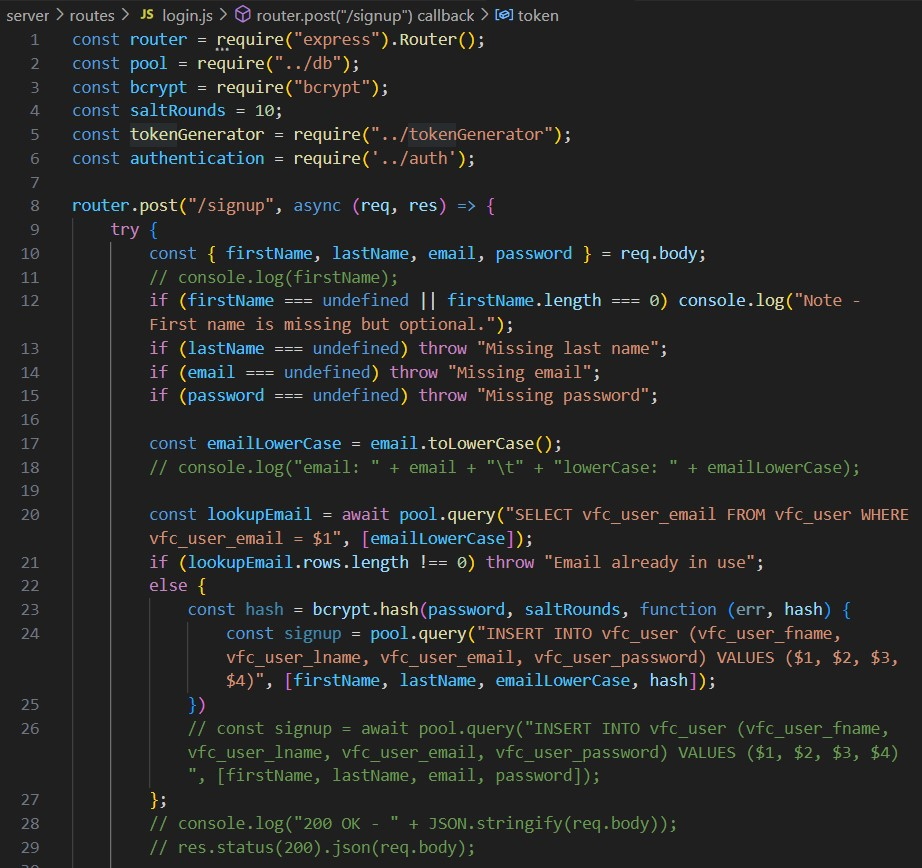 server > routes > JS login.js > router.post("/signup") callback > token
1 const router = require("express").Router();
2 const pool = require("../db");
3 const bcrypt = require("bcrypt");
4 const saltRounds = 10;
5 const tokenGenerator = require("../tokenGenerator");
6 const authentication = require('../auth');
7
8 router.post("/signup", async (req, res) => {
9 try {
10 const { firstName, lastName, email, password } = req.body;
11 // console.log(firstName);
12 if (firstName === undefined || firstName.length === 0) console.log("Note -
First name is missing but optional.");
13 if (lastName === undefined) throw "Missing last name";
14 if (email === undefined) throw "Missing email";
15 if (password === undefined) throw "Missing password";
16
17 const emailLowerCase = email.toLowerCase();
18 // console.log("email: " + email + "\t" + "lowerCase: " + emailLowerCase);
19
20 const lookupEmail = await pool.query("SELECT vfc_user_email FROM vfc_user WHERE
vfc_user_email = $1", [emailLowerCase]);
21 if (lookupEmail.rows.length !== 0) throw "Email already in use";
22 else {
23 const hash = bcrypt.hash(password, saltRounds, function (err, hash) {
24 const signup = pool.query("INSERT INTO vfc_user (vfc_user_fname,
vfc_user_lname, vfc_user_email, vfc_user_password) VALUES ($1, $2, $3,
$4)", [firstName, lastName, emailLowerCase, hash]);
25 })
26 // const signup = await pool.query("INSERT INTO vfc_user (vfc_user_fname,
vfc_user_lname, vfc_user_email, vfc_user_password) VALUES ($1, $2, $3, $4)
", [firstName, lastName, email, password]);
27 };
28 // console.log("200 OK - " + JSON.stringify(req.body));
29 // res.status(200).json(req.body);